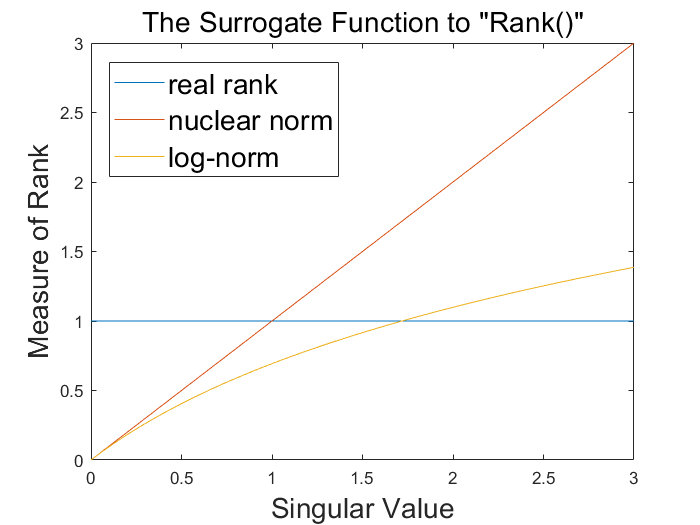 The Surrogate Function to "Rank()"
3
2.5
2
1.5
1
0.5
0
real rank
nuclear norm
log-norm
Measure of Rank
0 0.5 1 1.5 2 2.5 3
Singular Value